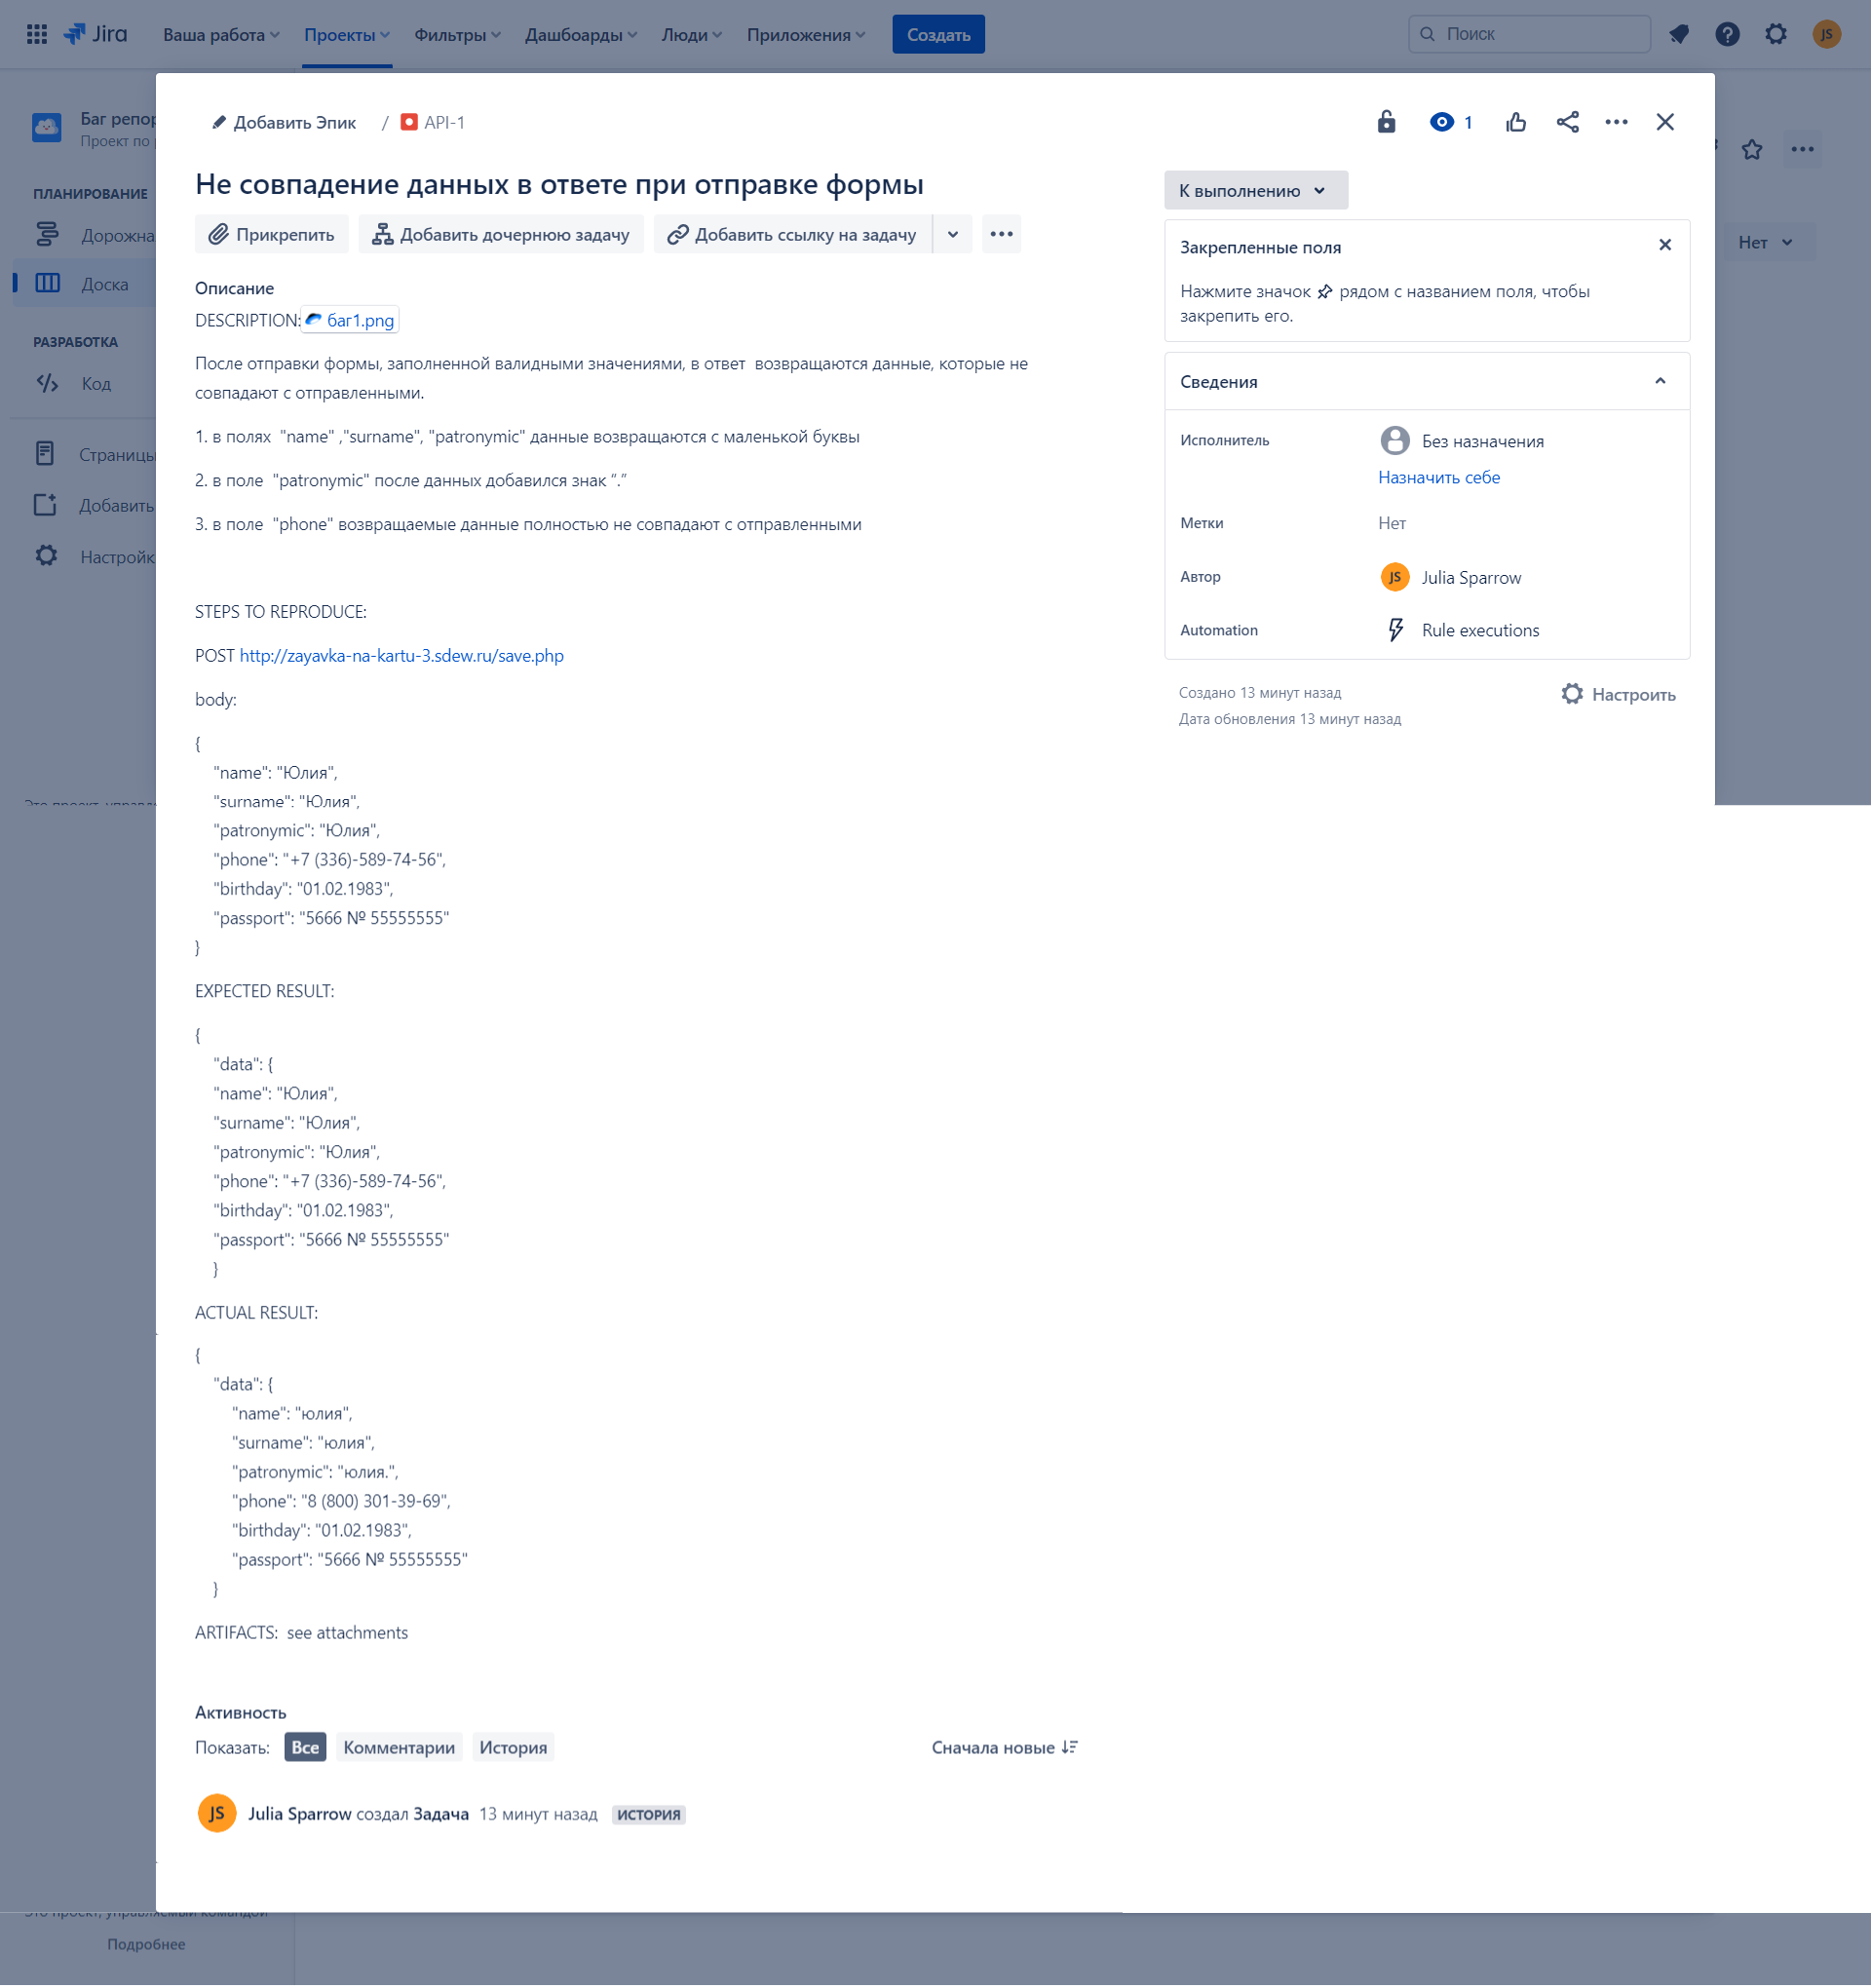 Jira
Ваша работа
Проекты
Фильтры
Дашборды
Люди
Приложения
Создать
Поиск
JS
Баг репор
Проект по
ПЛАНИРОВАНИЕ
Дорожна
Доска
РАЗРАБОТКА
Код
Страницы
Добавить
Настройк
Нет
Добавить Эпик / API-1
1
Не совпадение данных в ответе при отправке формы
Прикрепить
Добавить дочернюю задачу
Добавить ссылку на задачу
Описание
DESCRIPTION: баг1.png
После отправки формы, заполненной валидными значениями, в ответ  возвращаются данные, которые не
совпадают с отправленными.
1. в полях  "name" ,"surname", "patronymic" данные возвращаются с маленькой буквы
2. в поле  "patronymic" после данных добавился знак “.”
3. в поле  "phone" возвращаемые данные полностью не совпадают с отправленными
STEPS TO REPRODUCE:
POST http://zayavka-na-kartu-3.sdew.ru/save.php
body:
{
"name": "Юлия",
"surname": "Юлия",
"patronymic": "Юлия",
"phone": "+7 (336)-589-74-56",
"birthday": "01.02.1983",
"passport": "5666 № 55555555"
}
EXPECTED RESULT:
{
"data": {
"name": "Юлия",
"surname": "Юлия",
"patronymic": "Юлия",
"phone": "+7 (336)-589-74-56",
"birthday": "01.02.1983",
"passport": "5666 № 55555555"
}
ACTUAL RESULT:
{
"data": {
"name": "юлия",
"surname": "юлия",
"patronymic": "юлия.",
"phone": "8 (800) 301-39-69",
"birthday": "01.02.1983",
"passport": "5666 № 55555555"
}
ARTIFACTS:  see attachments
Активность
Показать:
Все
Комментарии
История
Сначала новые
JS
Julia Sparrow создал Задача 13 минут назад ИСТОРИЯ
К выполнению
Закрепленные поля
Нажмите значок рядом с названием поля, чтобы
закрепить его.
Сведения
Исполнитель
Без назначения
Назначить себе
Метки
Нет
Автор
JS Julia Sparrow
Automation
Rule executions
Создано 13 минут назад
Дата обновления 13 минут назад
Настроить
Это проект, управляемый командой
Подробнее